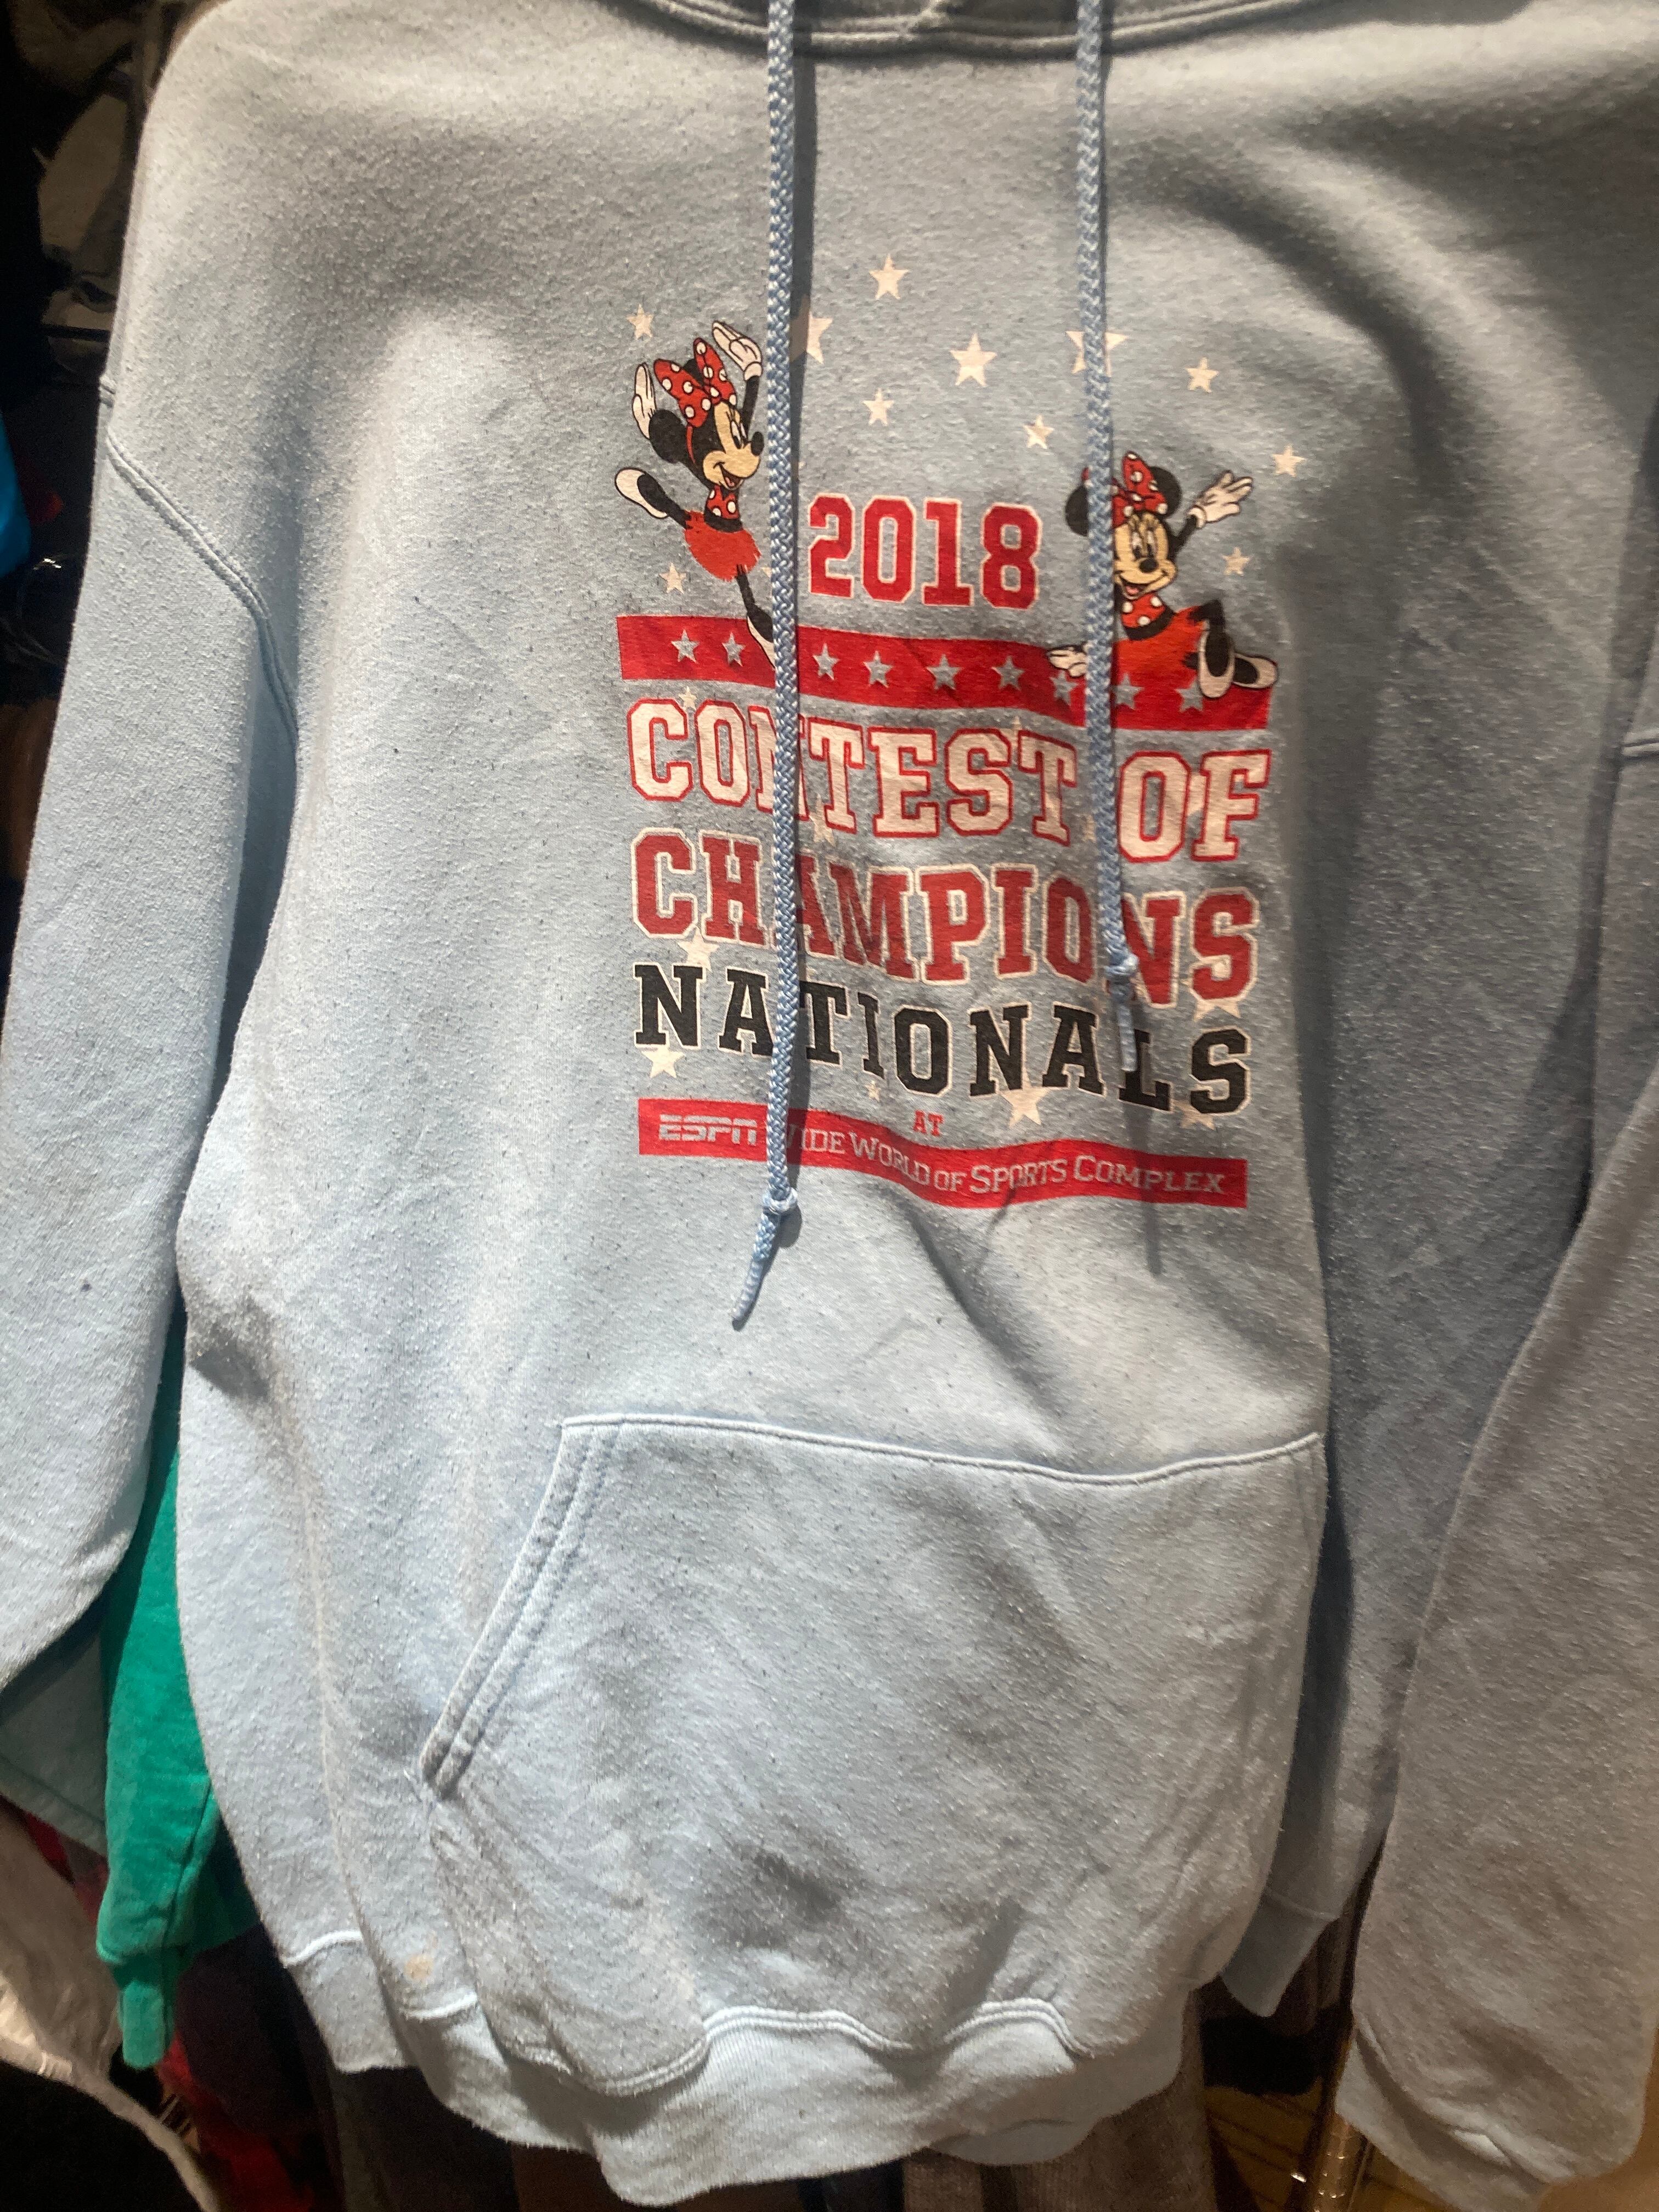 2018
CONTEST OF
CHAMPIONS
NATIONALS
AT
ESPN WIDE WORLD OF SPORTS COMPLEX